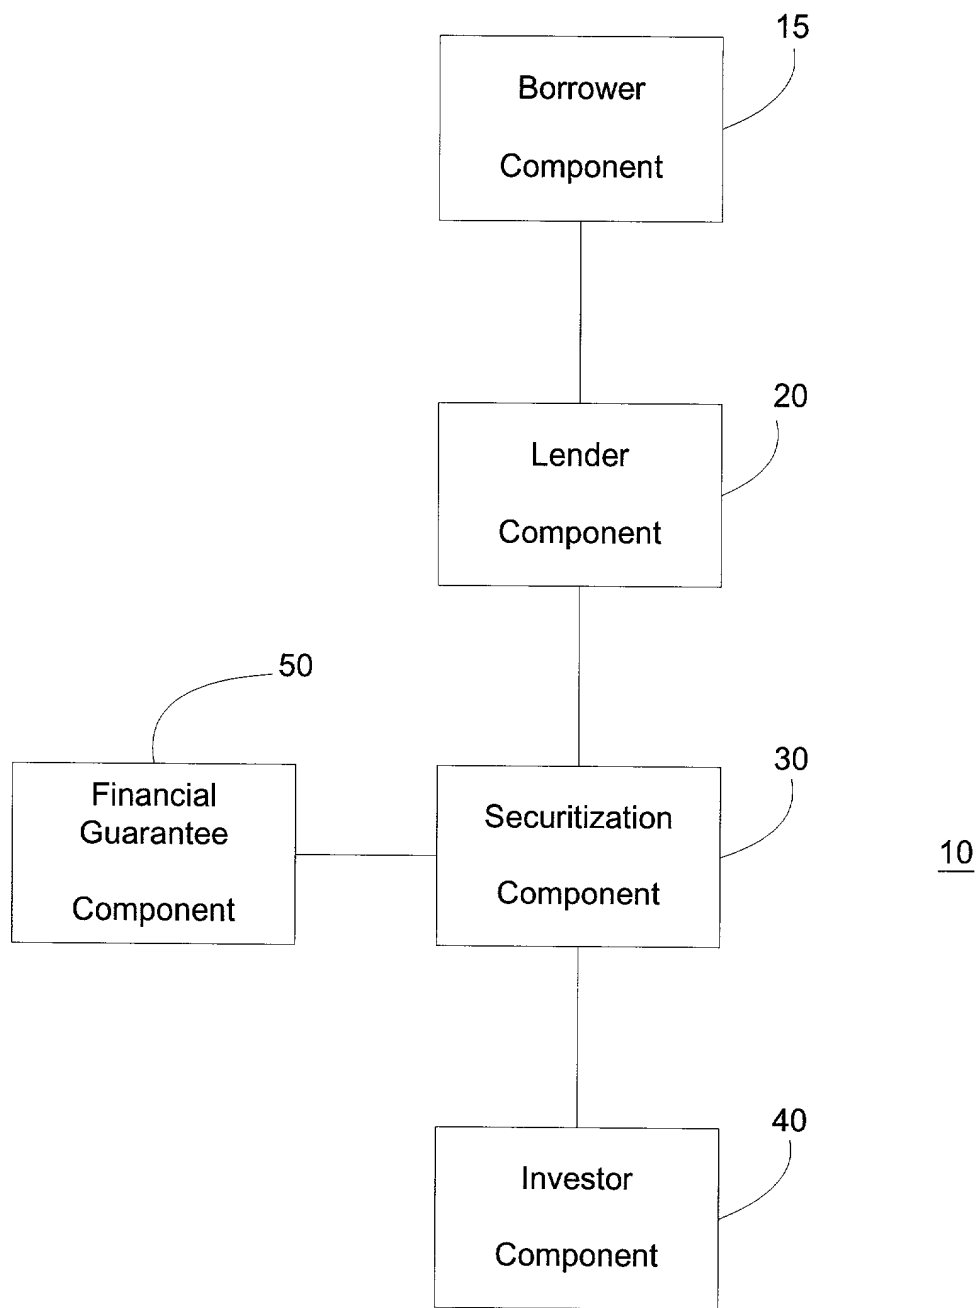 15
Borrower
Component
20
Lender
Component
50
Financial
Guarantee
Component
30
Securitization
Component
10
40
Investor
Component